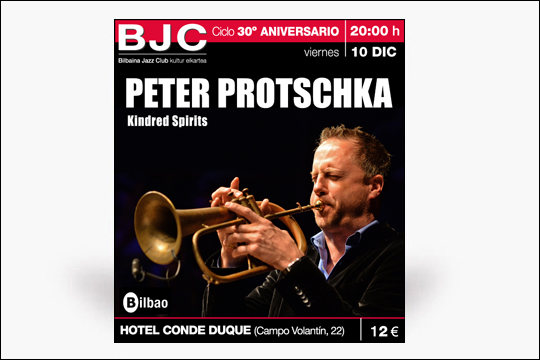 BJC Ciclo 30º ANIVERSARIO 20:00 h
Bilbaina Jazz Club kultur elkartea viernes 10 DIC
PETER PROTSCHKA
Kindred Spirits
Bilbao
HOTEL CONDE DUQUE (Campo Volantín, 22) 12 €